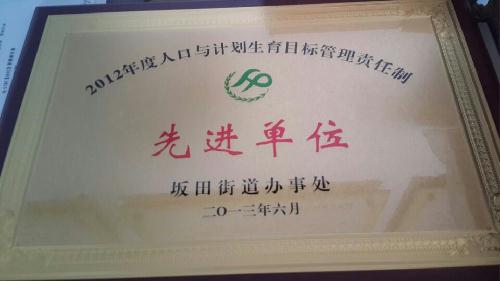 2012年度人口与计划生育目标管理责任制
先进单位
坂田街道办事处
二〇一三年六月